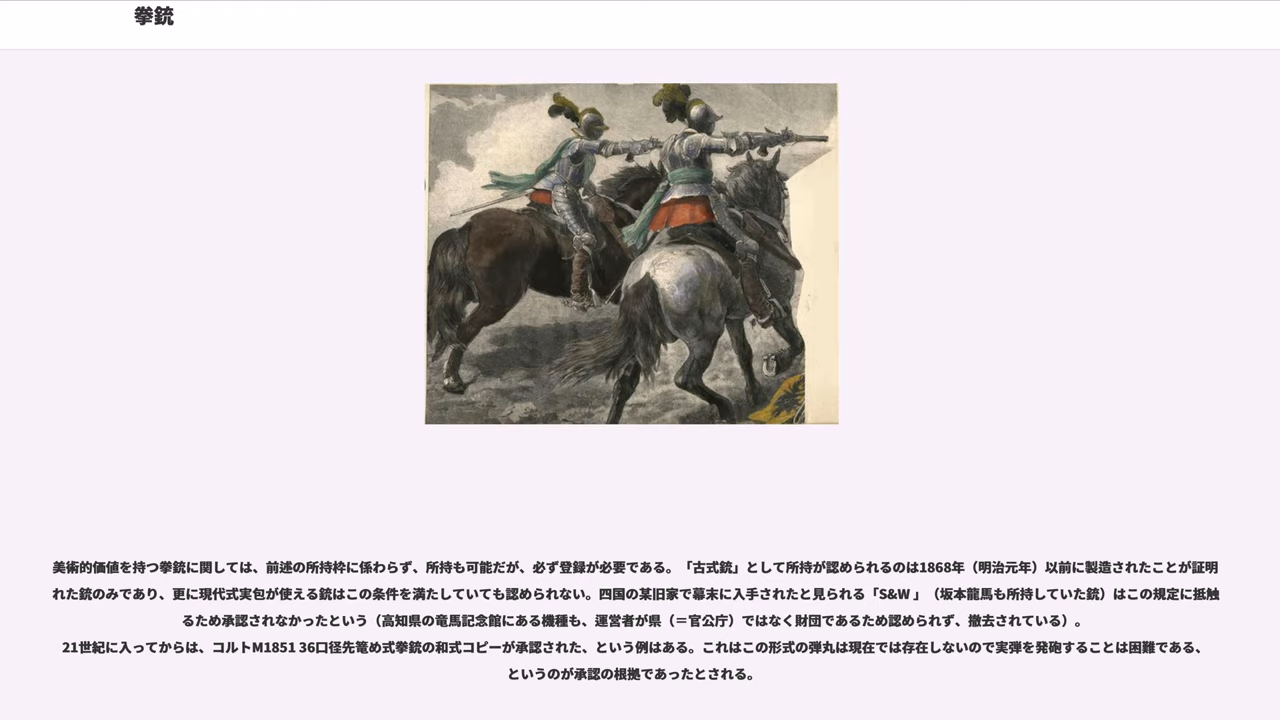 拳銃
美術的価値を持つ拳銃に関しては、前述の所持枠に係わらず、所持も可能だが、必ず登録が必要である。「古式銃」として所持が認められるのは1868年（明治元年）以前に製造されたことが証明
れた銃のみであり、更に現代式実包が使える銃はこの条件を満たしていても認められない。四国の某旧家で幕末に入手されたと見られる「S&W 」（坂本龍馬も所持していた銃）はこの規定に抵触
るため承認されなかったという（高知県の竜馬記念館にある機種も、運営者が県（＝官公庁）ではなく財団であるため認められず、撤去されている）。
21世紀に入ってからは、コルトM1851 36口径先篭め式拳銃の和式コピーが承認された、という例はある。これはこの形式の弾丸は現在では存在しないので実弾を発砲することは困難である、
というのが承認の根拠であったとされる。